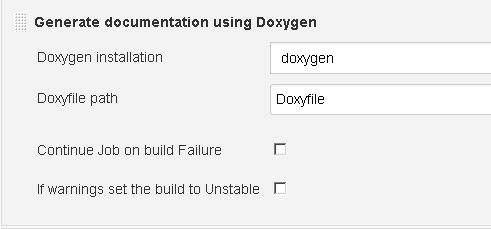 Generate documentation using Doxygen
Doxygen installation
doxygen
Doxyfile path
Doxyfile
Continue Job on build Failure
If warnings set the build to Unstable